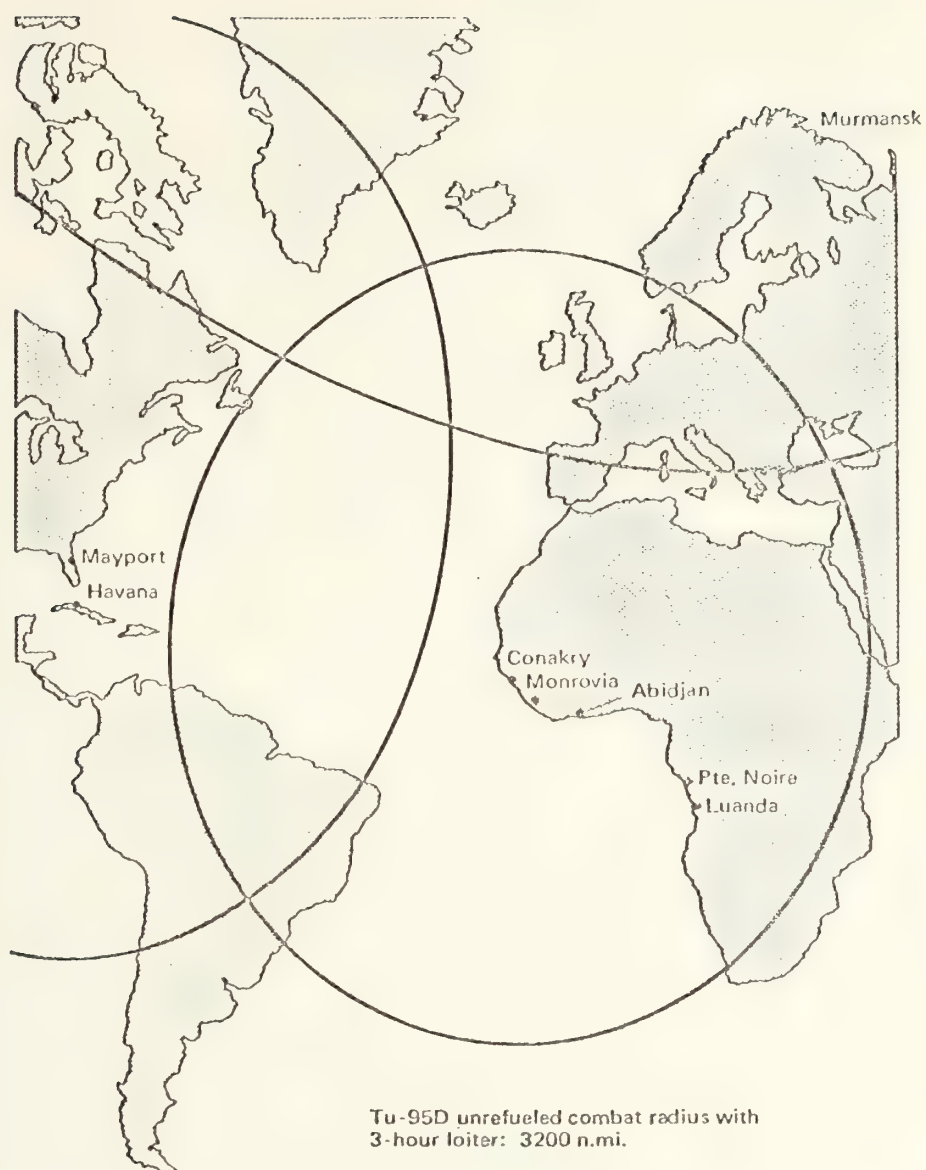 Murmansk
Mayport
Havana
Conakry
Monrovia
Abidjan
Pte. Noire
Luanda
Tu-95D unrefueled combat radius with
3-hour loiter: 3200 n.mi.